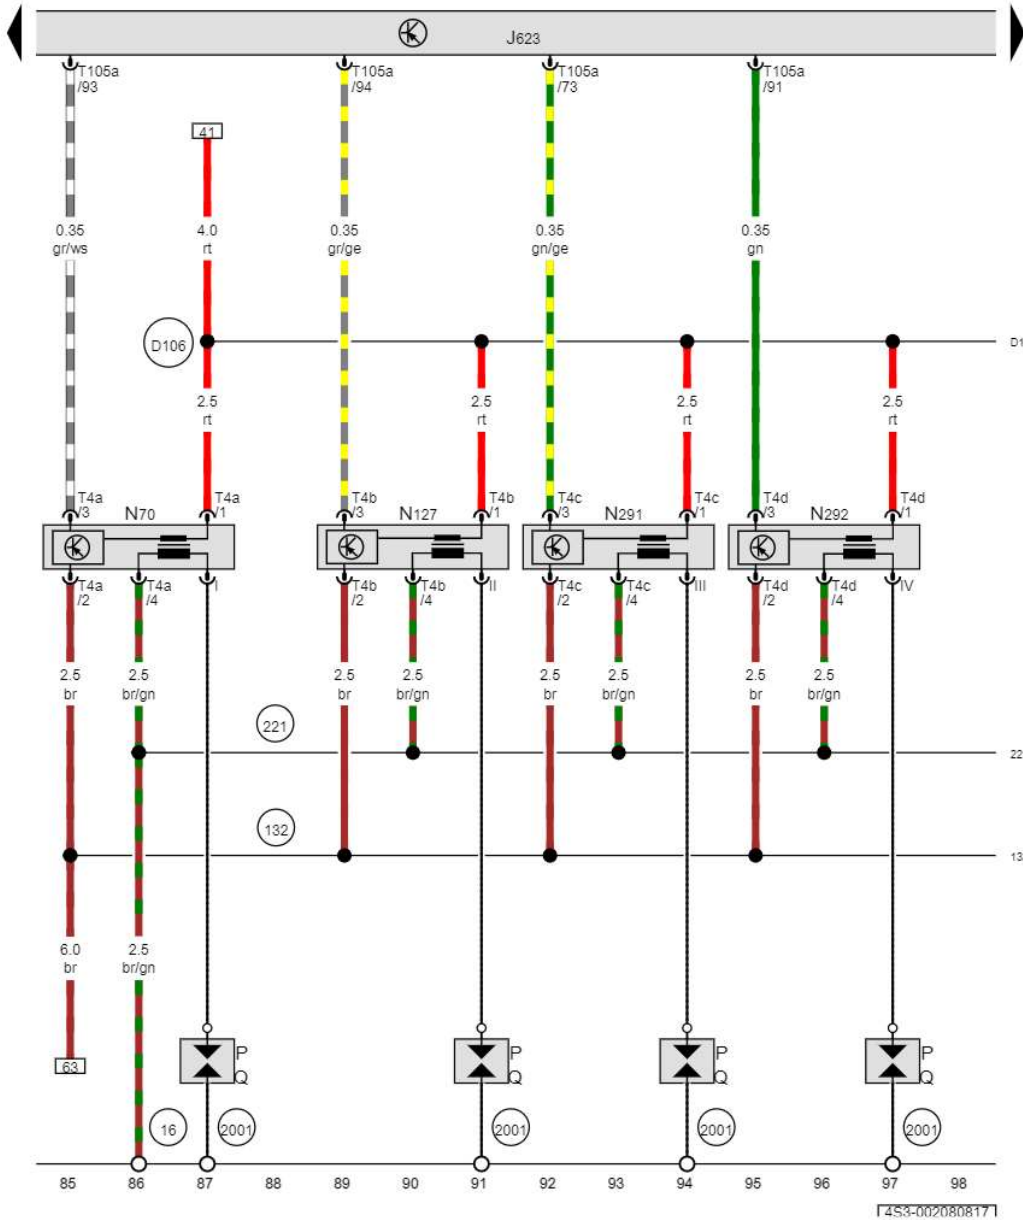 J623
T105a
/93
T105a
/94
T105a
/73
T105a
/91
41
0.35
gr/ws
4.0
rt
0.35
gr/ge
0.35
gn/ge
0.35
gn
D106
D1
2.5
rt
2.5
rt
2.5
rt
2.5
rt
T4a
/3
N70
T4a
/1
T4b
/3
N127
T4b
/1
T4c
/3
N291
T4c
/1
T4d
/3
N292
T4d
/1
T4a
/2
T4a
/4
I
T4b
/2
T4b
/4
II
T4c
/2
T4c
/4
III
T4d
/2
T4d
/4
IV
2.5
br
2.5
br/gn
2.5
br
2.5
br/gn
2.5
br
2.5
br/gn
2.5
br
2.5
br/gn
221
22
132
13
6.0
br
2.5
br/gn
63
P
Q
P
Q
P
Q
P
Q
16
2001
2001
2001
2001
85 86 87 88 89 90 91 92 93 94 95 96 97 98
4S3-002080817